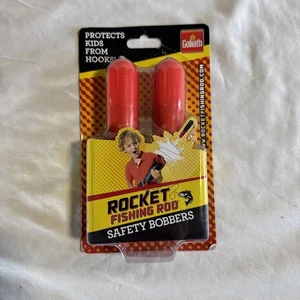 PROTECTS
KIDS
FROM
HOOKS!
Goliath
WWW.ROCKETFISHINGROD.COM
ROCKET
FISHING ROD
SAFETY BOBBERS